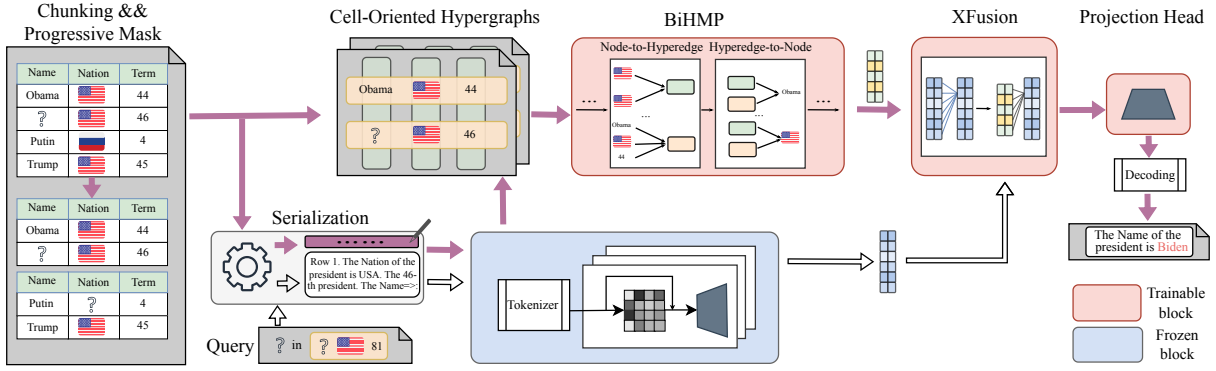 Chunking &&
Progressive Mask
Name Nation Term
Obama 44
? 46
Putin 4
Trump 45
Name Nation Term
Obama 44
? 46
Name Nation Term
Putin ? 4
Trump 45
Cell-Oriented Hypergraphs
Obama 44
? 46
Serialization
......
Row 1. The Nation of the
president is USA. The 46-
th president. The Name=>:
Query
? in ? 81
Tokenizer
BiHMP
Node-to-Hyperedge Hyperedge-to-Node
...
...
Obama
44
Obama
...
...
XFusion
Projection Head
Decoding
The Name of the
president is Biden
Trainable
block
Frozen
block